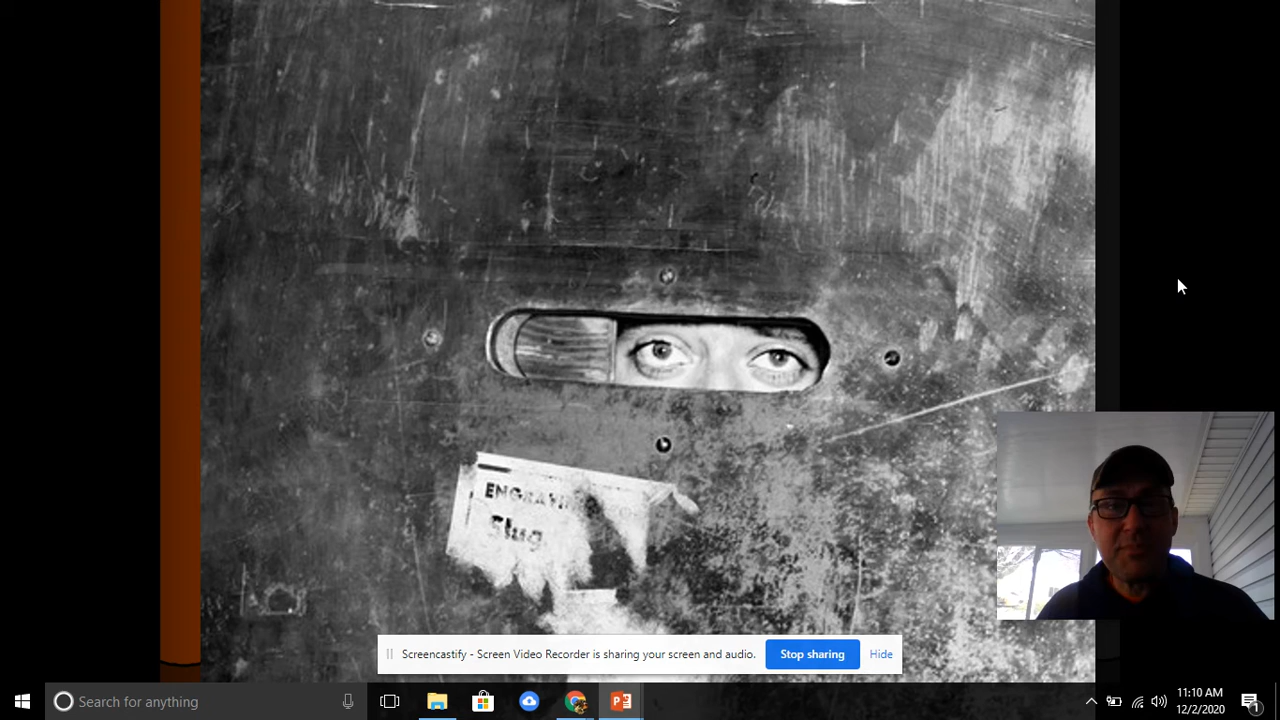 Slug
Screencastify - Screen Video Recorder is sharing your screen and audio.
Stop sharing
Hide
Search for anything
11:10 AM
12/2/2020
1